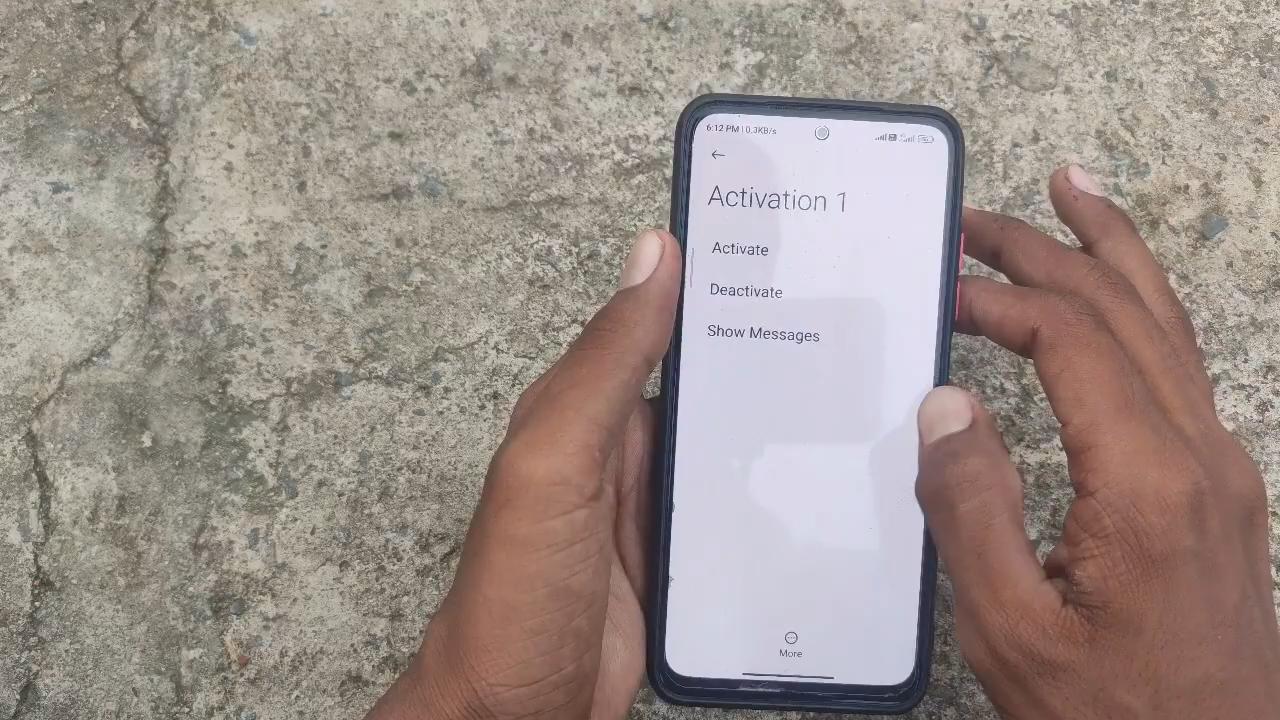 6:12 PM | 0.3KB/s
Activation 1
Activate
Deactivate
Show Messages
More